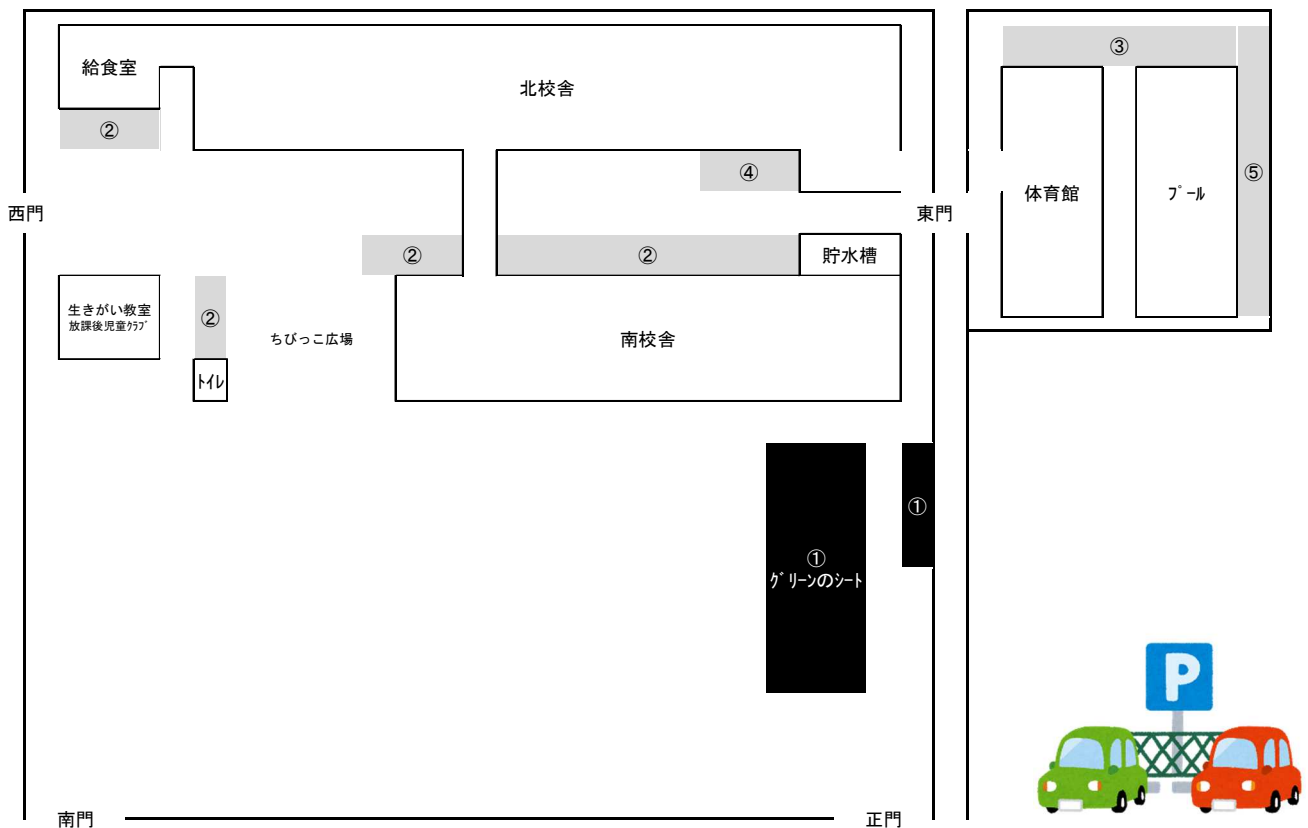 給食室
北校舎
③
②
④
体育館
プール
⑤
西門
東門
②
②
貯水槽
生きがい教室
放課後児童クラブ
②
ちびっこ広場
南校舎
トイレ
①
①
グリーンのシート
P
南門
正門